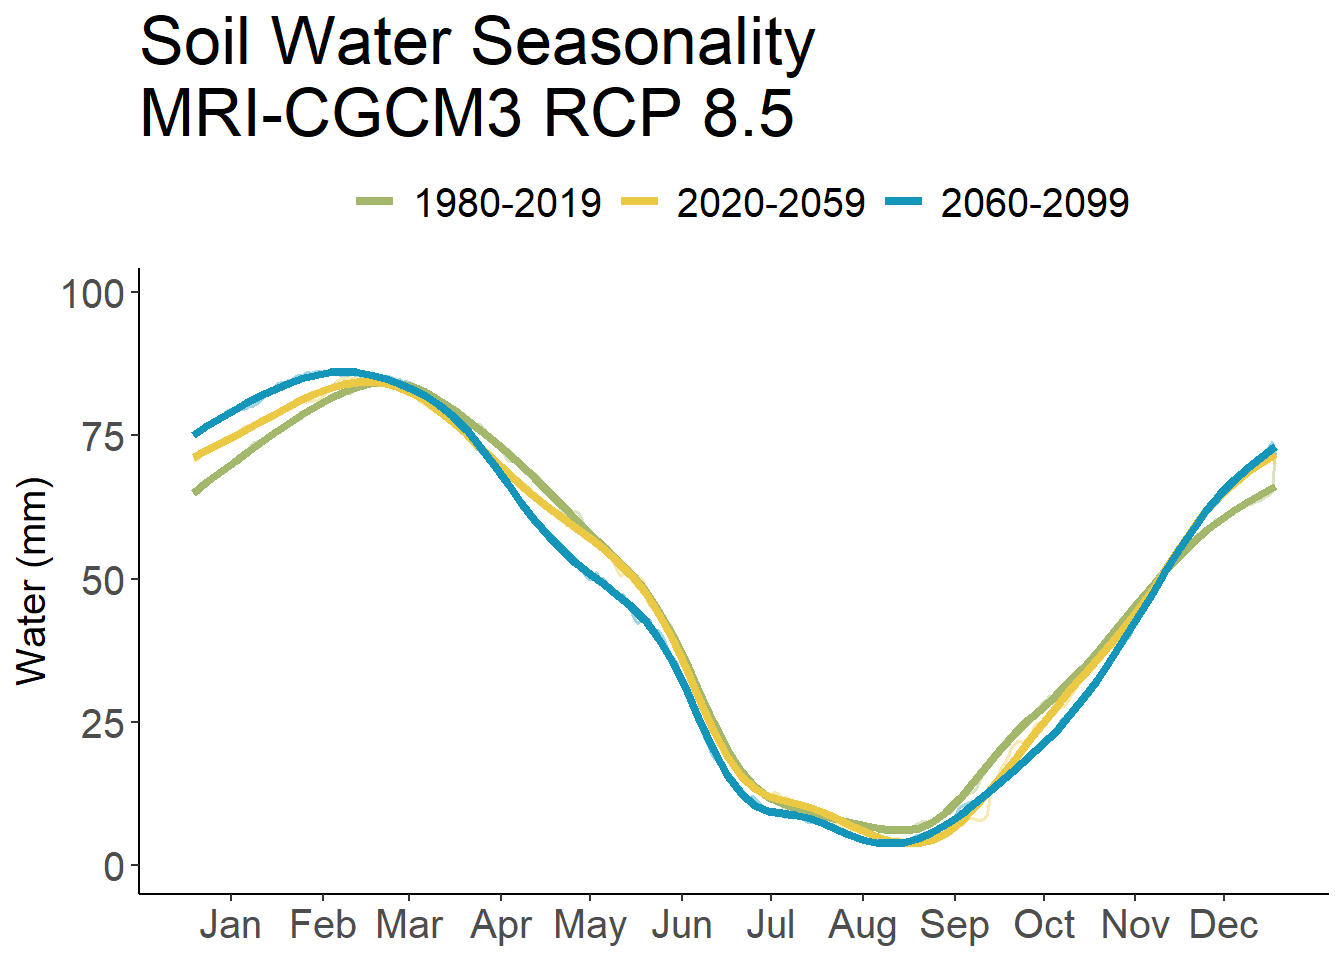 Soil Water Seasonality
MRI-CGCM3 RCP 8.5
1980-2019 2020-2059 2060-2099
100
75
50
25
0
Water (mm)
Jan Feb Mar Apr May Jun Jul Aug Sep Oct Nov Dec